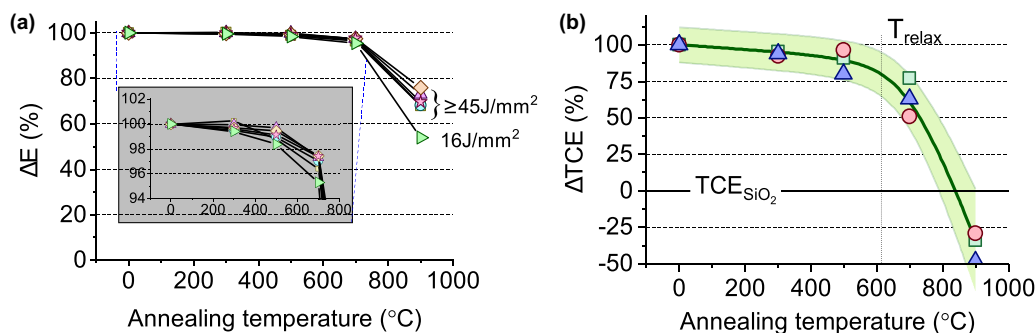 (a)
100
80
60
40
20
0
ΔE (%)
≥45J/mm²
16J/mm²
102
100
98
96
94
0 200 400 600 800
0 200 400 600 800 1000
Annealing temperature (°C)
(b)
T_relax
100
75
50
25
0
-25
-50
ΔTCE (%)
TCE_SiO₂
0 200 400 600 800 1000
Annealing temperature (°C)